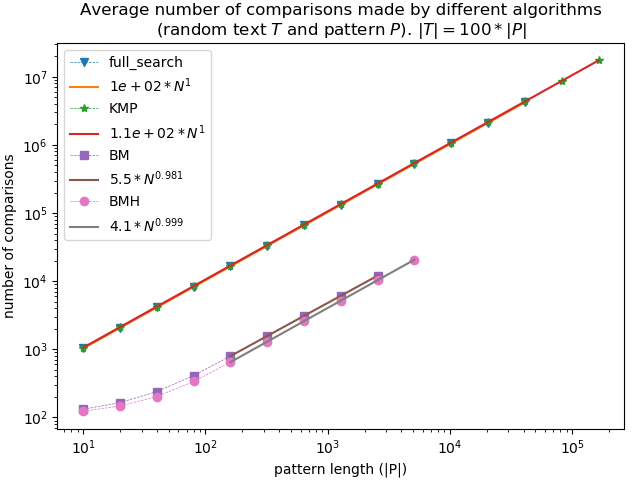 Average number of comparisons made by different algorithms
(random text T and pattern P). |T| = 100 * |P|
number of comparisons
10^7
10^6
10^5
10^4
10^3
10^2
full_search
1e + 02 * N^1
KMP
1.1e + 02 * N^1
BM
5.5 * N^0.981
BMH
4.1 * N^0.999
10^1 10^2 10^3 10^4 10^5
pattern length (|P|)